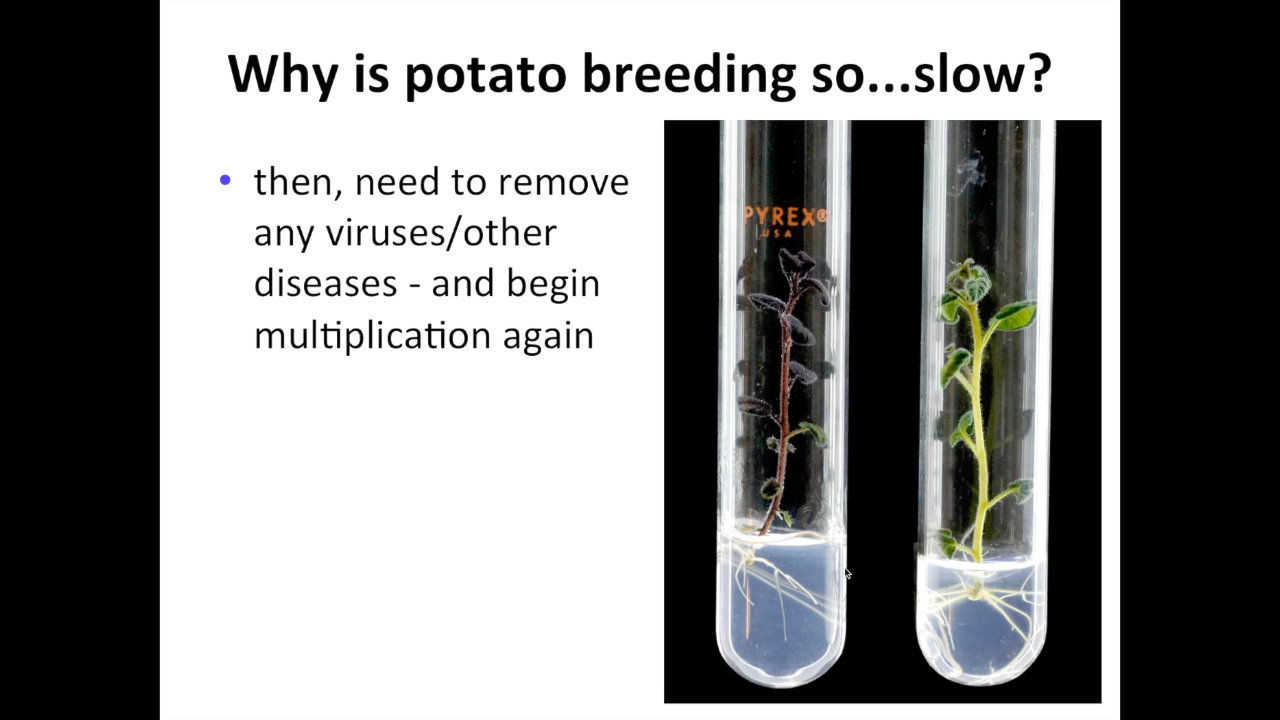 Why is potato breeding so...slow?
• then, need to remove
any viruses/other
diseases - and begin
multiplication again
PYREX®
USA